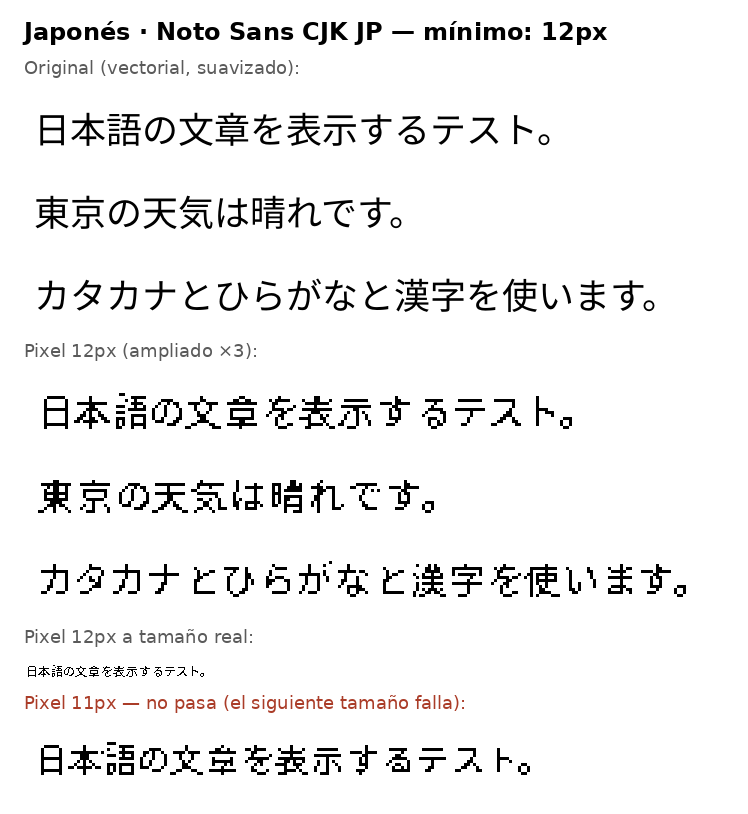 Japonés · Noto Sans CJK JP — mínimo: 12px
Original (vectorial, suavizado):
日本語の文章を表示するテスト。
東京の天気は晴れです。
カタカナとひらがなと漢字を使います。
Pixel 12px (ampliado ×3):
日本語の文章を表示するテスト。
東京の天気は晴れです。
カタカナとひらがなと漢字を使います。
Pixel 12px a tamaño real:
日本語の文章を表示するテスト。
Pixel 11px — no pasa (el siguiente tamaño falla):
日本語の文章を表示するテスト。